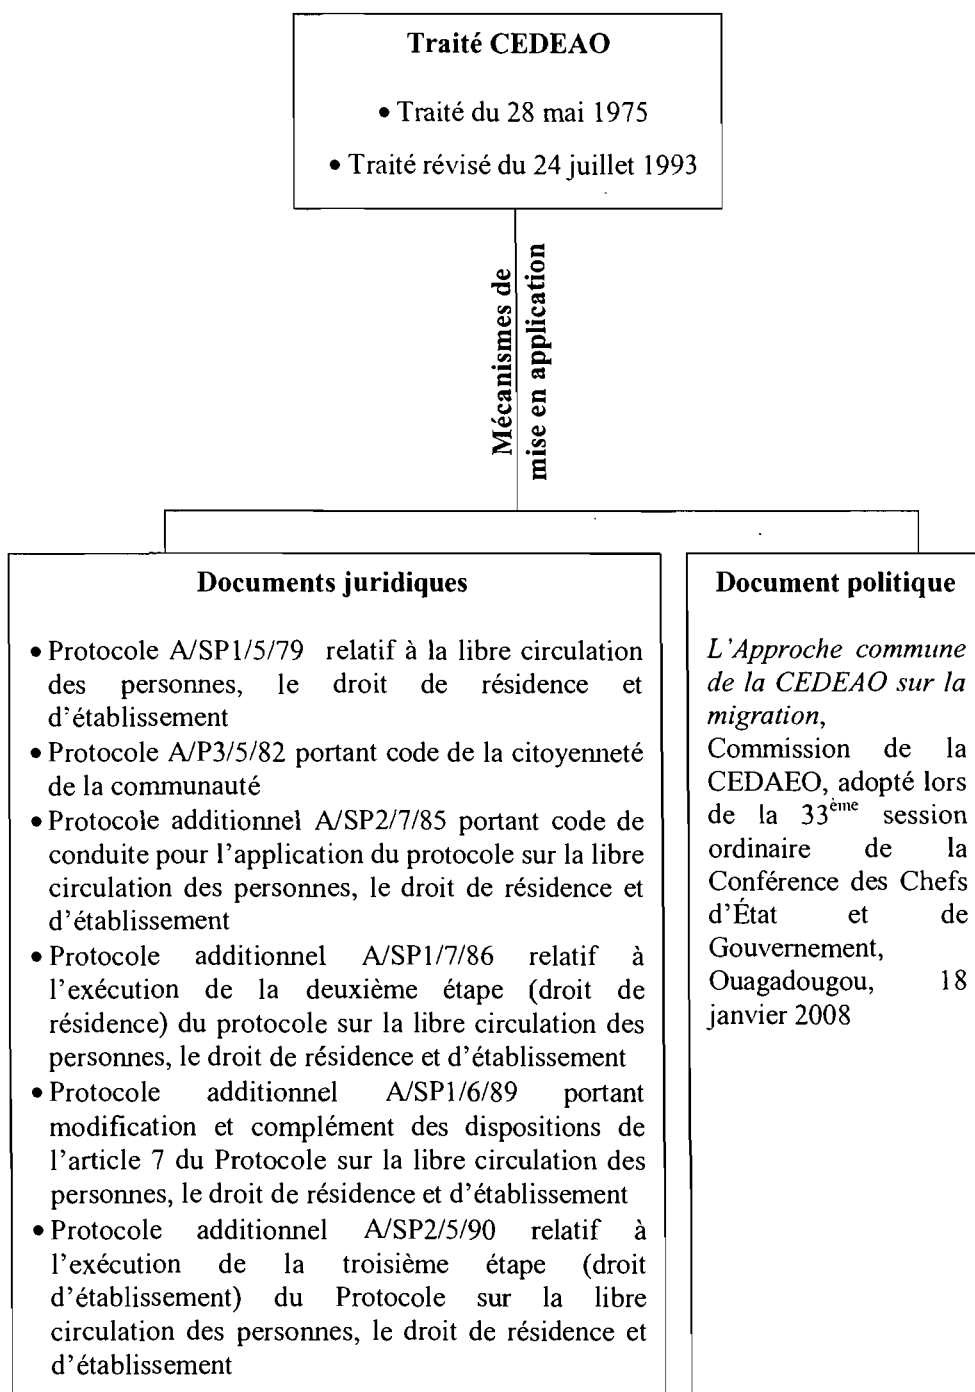 Traité CEDEAO
• Traité du 28 mai 1975
• Traité révisé du 24 juillet 1993
Mécanismes de
mise en application
Documents juridiques
• Protocole A/SP1/5/79 relatif à la libre circulation
des personnes, le droit de résidence et
d'établissement
• Protocole A/P3/5/82 portant code de la citoyenneté
de la communauté
• Protocole additionnel A/SP2/7/85 portant code de
conduite pour l'application du protocole sur la libre
circulation des personnes, le droit de résidence et
d'établissement
• Protocole additionnel A/SP1/7/86 relatif à
l'exécution de la deuxième étape (droit de
résidence) du protocole sur la libre circulation des
personnes, le droit de résidence et d'établissement
• Protocole additionnel A/SP1/6/89 portant
modification et complément des dispositions de
l'article 7 du Protocole sur la libre circulation des
personnes, le droit de résidence et d'établissement
• Protocole additionnel A/SP2/5/90 relatif à
l'exécution de la troisième étape (droit
d'établissement) du Protocole sur la libre
circulation des personnes, le droit de résidence et
d'établissement
Document politique
L'Approche commune
de la CEDEAO sur la
migration,
Commission de la
CEDAEO, adopté lors
de la 33ème session
ordinaire de la
Conférence des Chefs
d'État et de
Gouvernement,
Ouagadougou, 18
janvier 2008